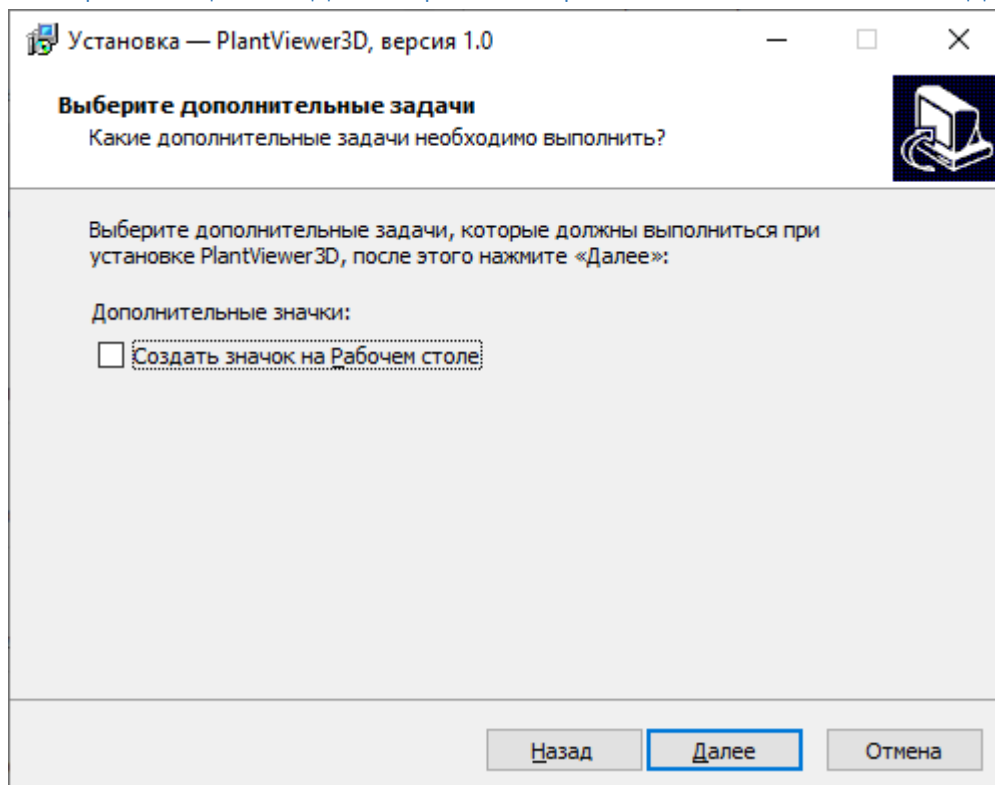 Установка — PlantViewer3D, версия 1.0
Выберите дополнительные задачи
Какие дополнительные задачи необходимо выполнить?
Выберите дополнительные задачи, которые должны выполниться при
установке PlantViewer3D, после этого нажмите «Далее»:
Дополнительные значки:
Создать значок на Рабочем столе
Назад Далее Отмена